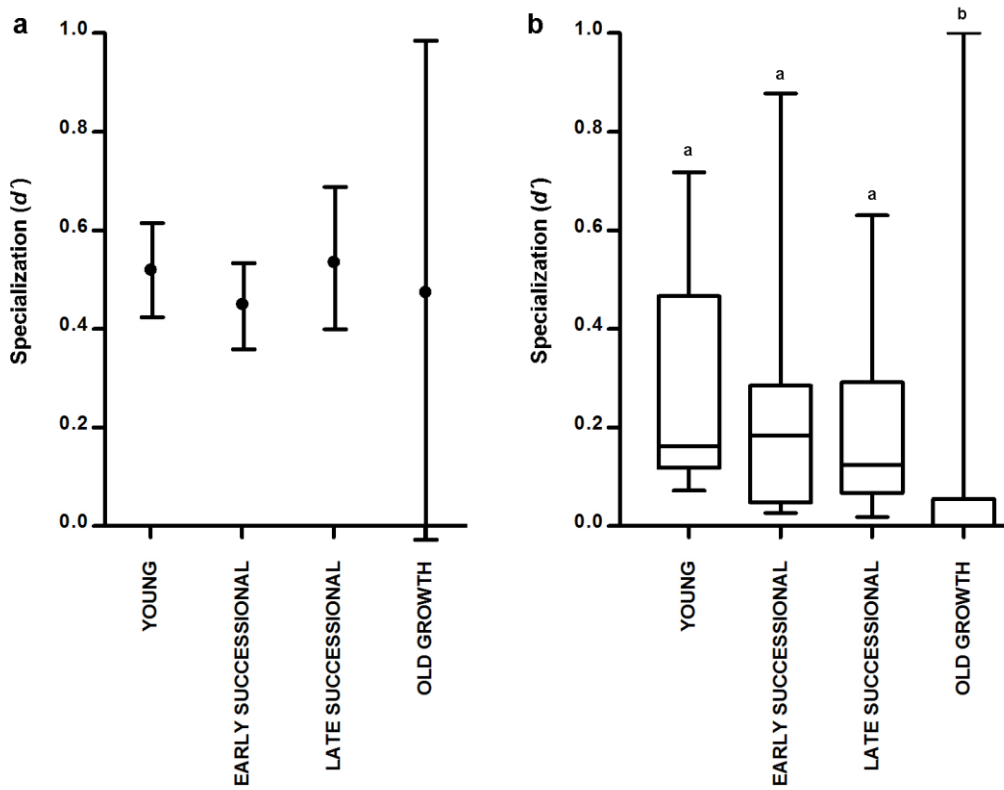 a
Specialization (d´)
1.0
0.8
0.6
0.4
0.2
0.0
YOUNG
EARLY SUCCESSIONAL
LATE SUCCESSIONAL
OLD GROWTH
b
Specialization (d´)
1.0
0.8
0.6
0.4
0.2
0.0
a
a
a
b
YOUNG
EARLY SUCCESSIONAL
LATE SUCCESSIONAL
OLD GROWTH